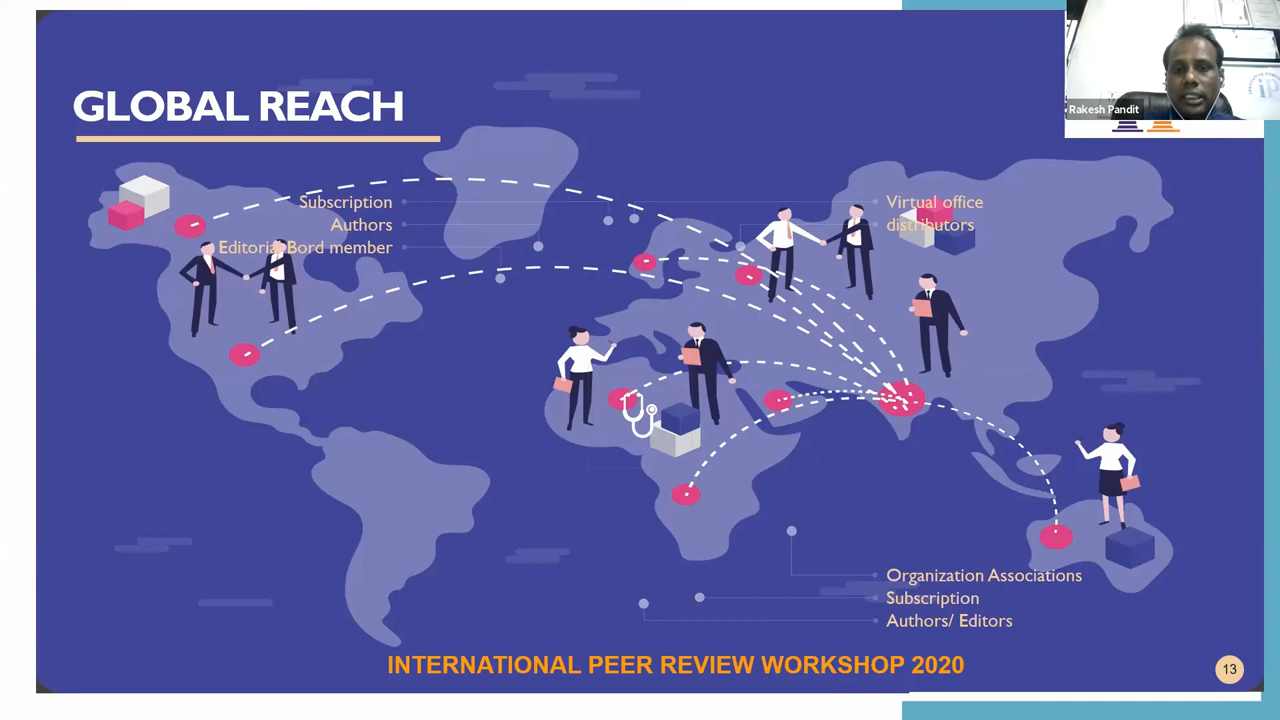 GLOBAL REACH
Rakesh Pandit
Subscription
Authors
Editorial Bord member
Virtual office
distributors
Organization Associations
Subscription
Authors/ Editors
INTERNATIONAL PEER REVIEW WORKSHOP 2020
13